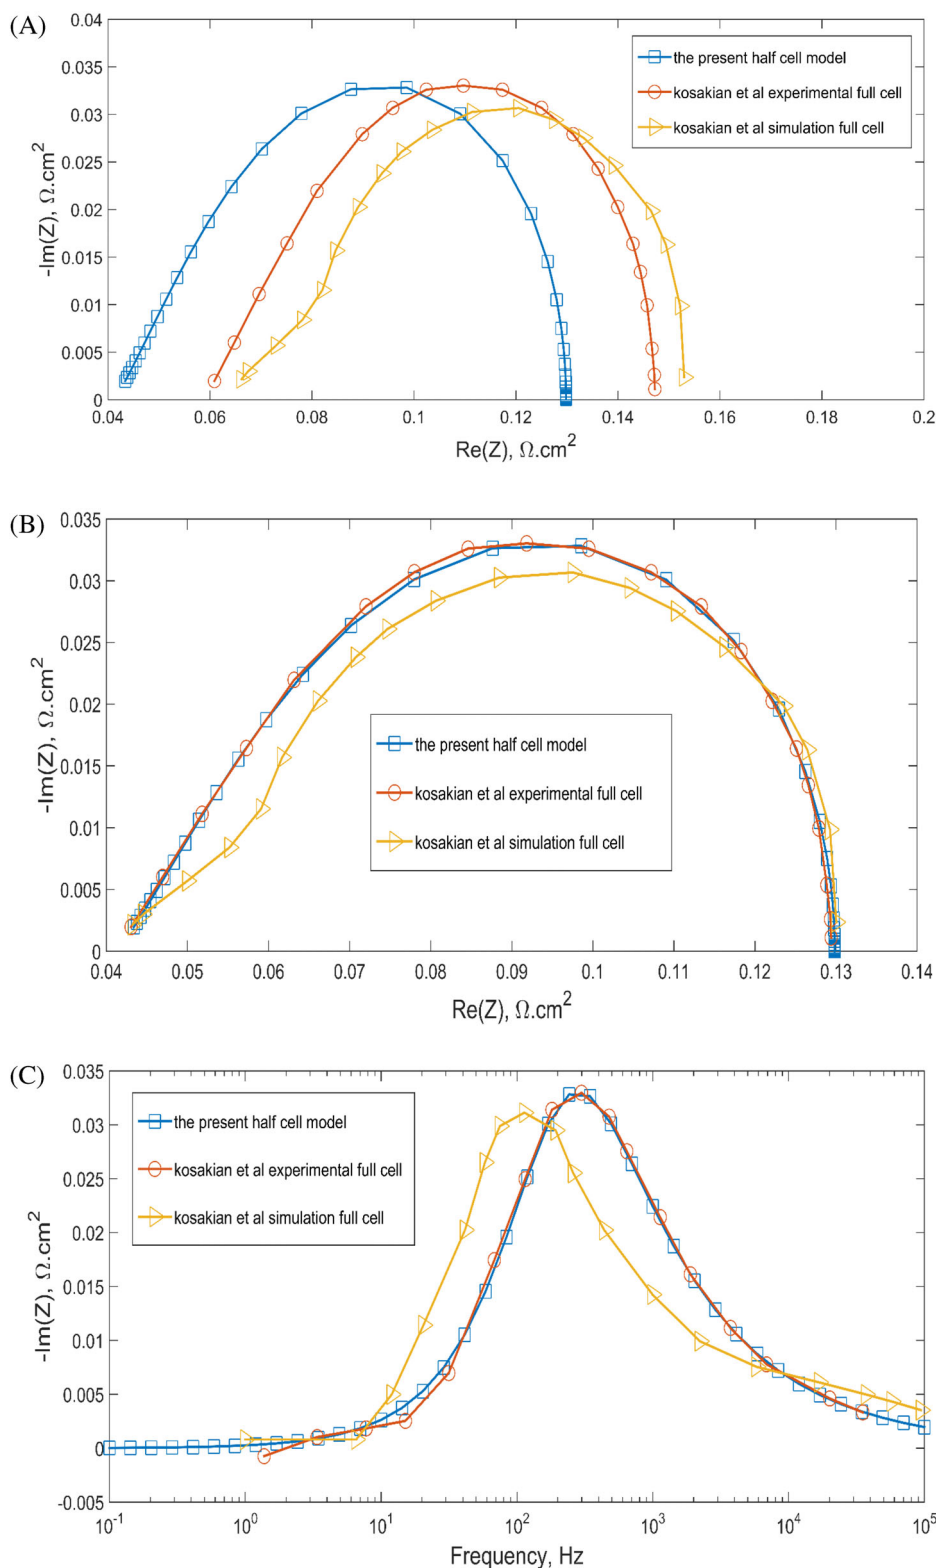 (A)
0.04
0.035
0.03
0.025
0.02
0.015
0.01
0.005
0
-Im(Z), Ω.cm²
the present half cell model
kosakian et al experimental full cell
kosakian et al simulation full cell
0.04 0.06 0.08 0.1 0.12 0.14 0.16 0.18 0.2
Re(Z), Ω.cm²
(B)
0.035
0.03
0.025
0.02
0.015
0.01
0.005
0
-Im(Z), Ω.cm²
the present half cell model
kosakian et al experimental full cell
kosakian et al simulation full cell
0.04 0.05 0.06 0.07 0.08 0.09 0.1 0.11 0.12 0.13 0.14
Re(Z), Ω.cm²
(C)
0.035
0.03
0.025
0.02
0.015
0.01
0.005
0
-0.005
-Im(Z), Ω.cm²
the present half cell model
kosakian et al experimental full cell
kosakian et al simulation full cell
10⁻¹ 10⁰ 10¹ 10² 10³ 10⁴ 10⁵
Frequency, Hz